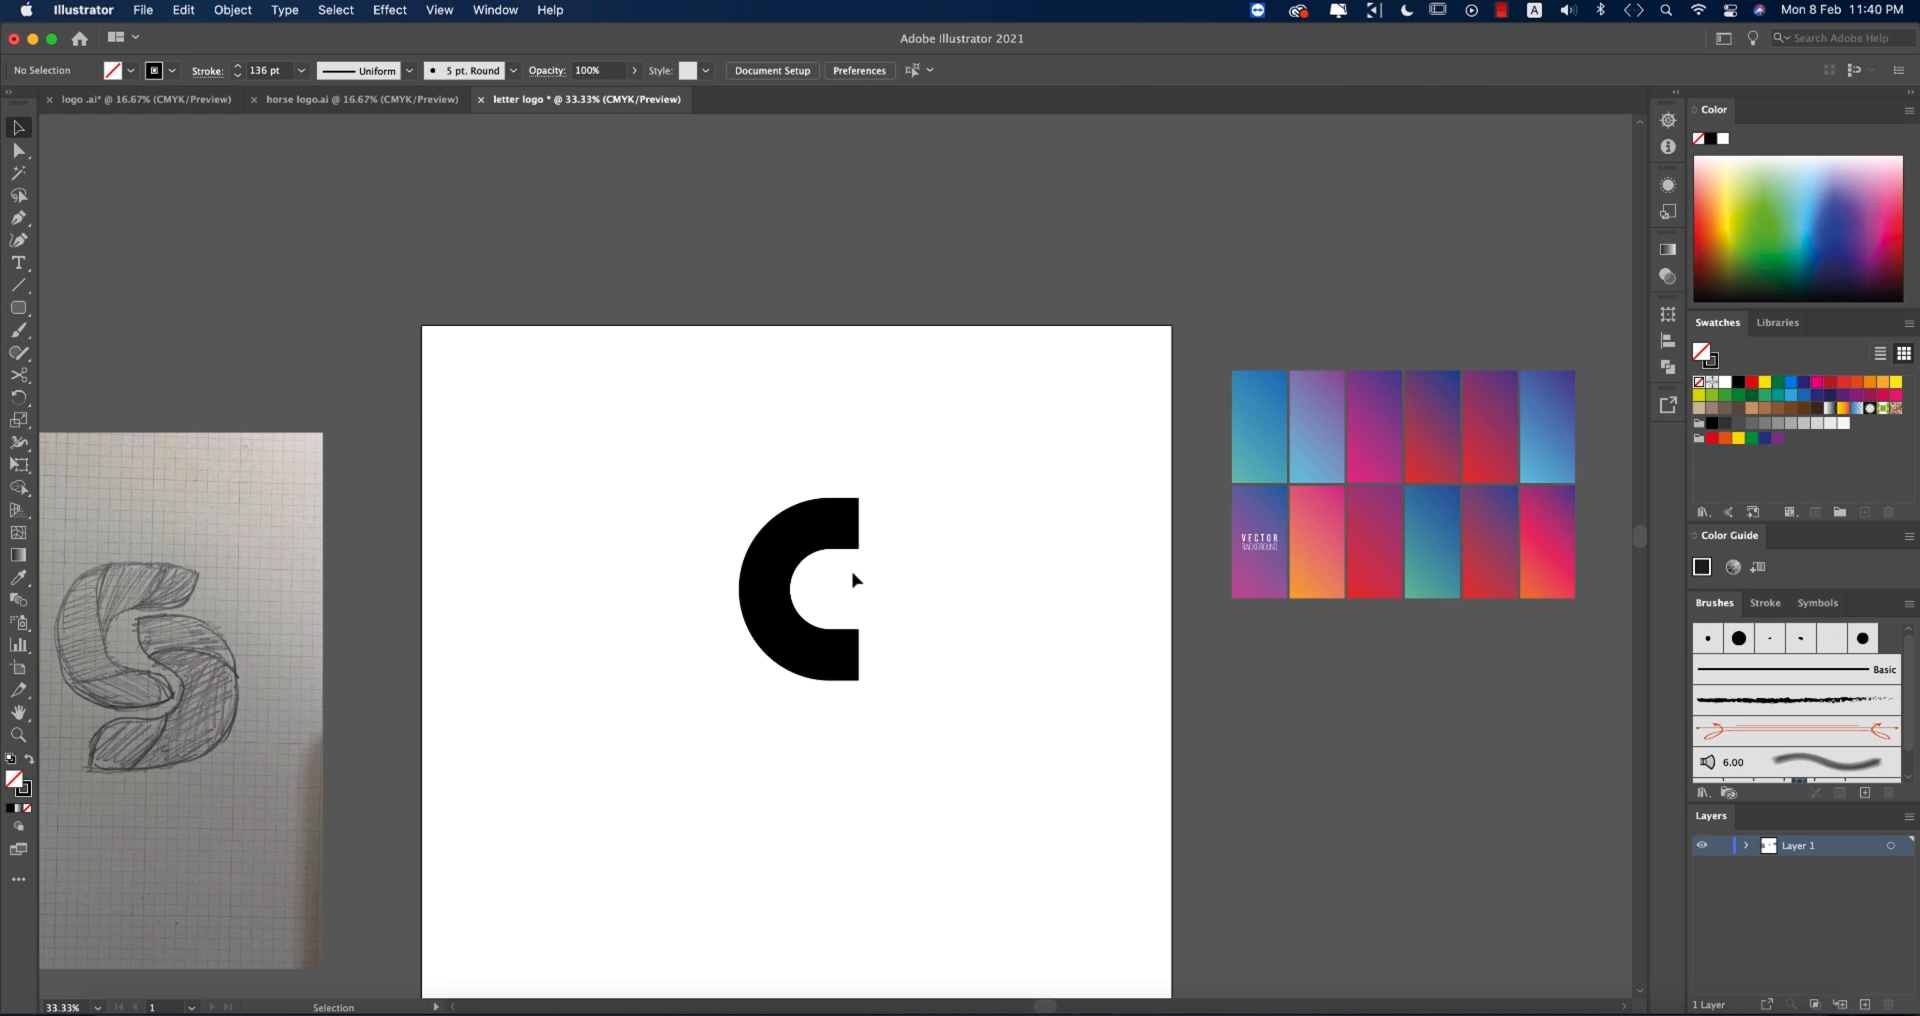 Illustrator File Edit Object Type Select Effect View Window Help
A Mon 8 Feb 11:40 PM
Adobe Illustrator 2021
Search Adobe Help
No Selection Stroke: 136 pt Uniform 5 pt. Round Opacity: 100% Style: Document Setup Preferences
logo .ai* @ 16.67% (CMYK/Preview) horse logo.ai @ 16.67% (CMYK/Preview) letter logo * @ 33.33% (CMYK/Preview)
Color
Swatches Libraries
VECTOR
BACKGROUND
Color Guide
Brushes Stroke Symbols
Basic
6.00
Layers
Layer 1
33.33% 1 Selection
1 Layer